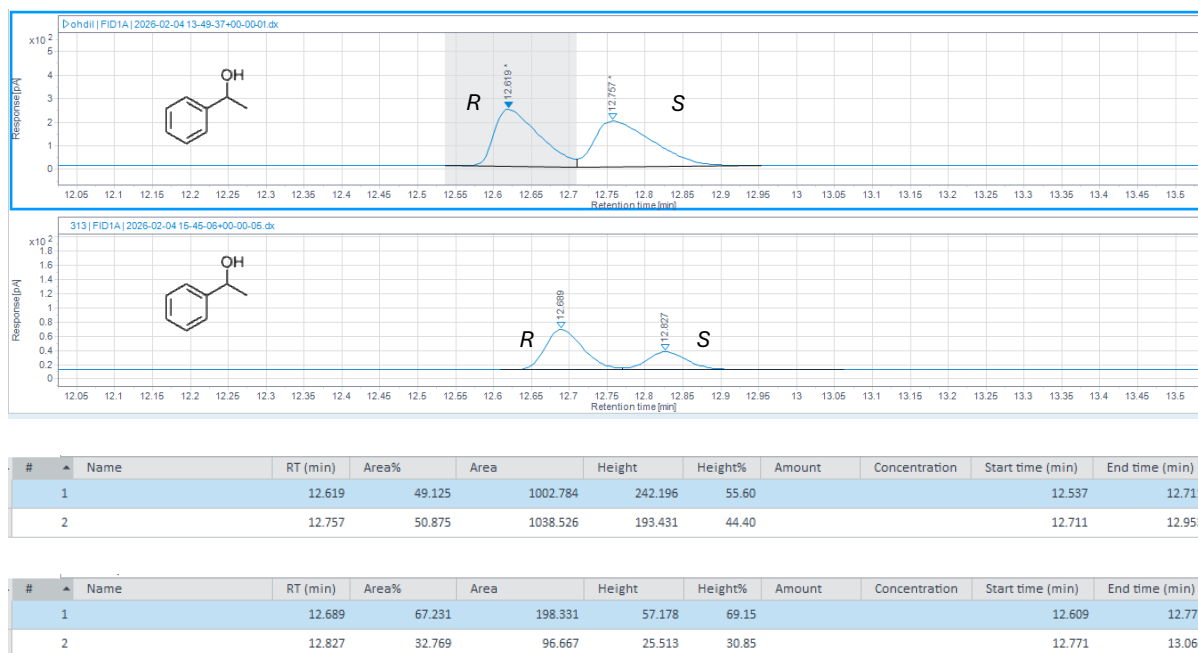 ohdil | FID1A | 2026-02-04 13-49-37+00-00-01.dx
x10 2
5
4
3
2
1
0
Response[pA]
OH
R
12.619 *
12.757 *
S
12.05 12.1 12.15 12.2 12.25 12.3 12.35 12.4 12.45 12.5 12.55 12.6 12.65 12.7 12.75 12.8 12.85 12.9 12.95 13 13.05 13.1 13.15 13.2 13.25 13.3 13.35 13.4 13.45 13.5
Retention time [min]
313 | FID1A | 2026-02-04 15-45-06+00-00-05.dx
x10 2
1.8
1.6
1.4
1.2
1
0.8
0.6
0.4
0.2
0
Response[pA]
OH
R
12.689
12.827
S
12.05 12.1 12.15 12.2 12.25 12.3 12.35 12.4 12.45 12.5 12.55 12.6 12.65 12.7 12.75 12.8 12.85 12.9 12.95 13 13.05 13.1 13.15 13.2 13.25 13.3 13.35 13.4 13.45 13.5
Retention time [min]
# Name RT (min) Area% Area Height Height% Amount Concentration Start time (min) End time (min)
1 12.619 49.125 1002.784 242.196 55.60 12.537 12.71
2 12.757 50.875 1038.526 193.431 44.40 12.711 12.95
# Name RT (min) Area% Area Height Height% Amount Concentration Start time (min) End time (min)
1 12.689 67.231 198.331 57.178 69.15 12.609 12.77
2 12.827 32.769 96.667 25.513 30.85 12.771 13.06